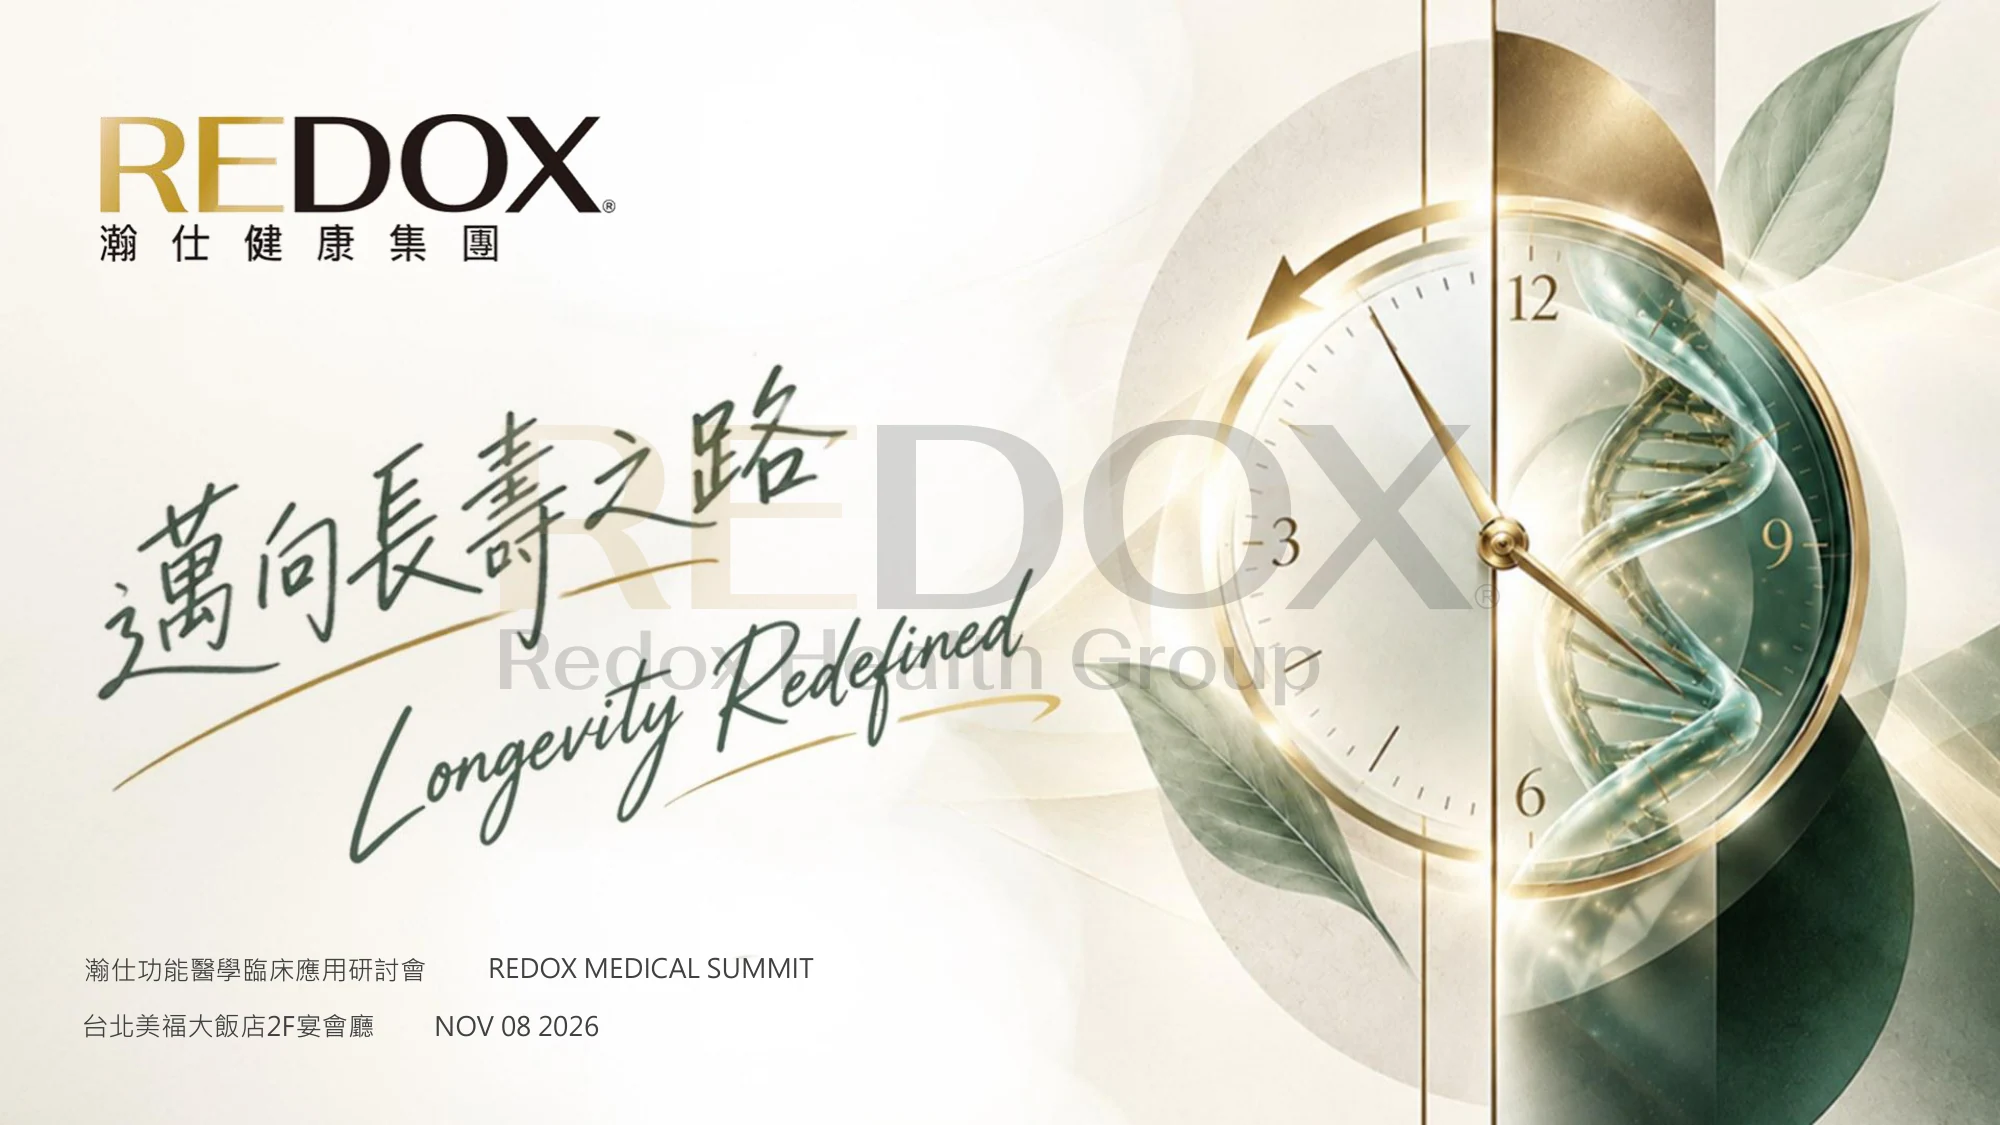 REDOX®
瀚仕健康集團
邁向長壽之路
Longevity Redefined
REDOX®
Redox Health Group
12
3
9
6
瀚仕功能醫學臨床應用研討會 REDOX MEDICAL SUMMIT
台北美福大飯店2F宴會廳 NOV 08 2026